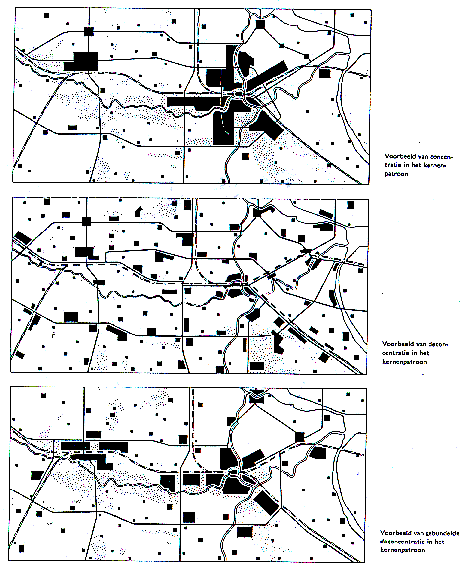 Voorbeeld van concen-
tratie in het kernen-
patroon
Voorbeeld van decon-
centratie in het
kernenpatroon
Voorbeeld van gebundelde
deconcentratie in het
kernenpatroon